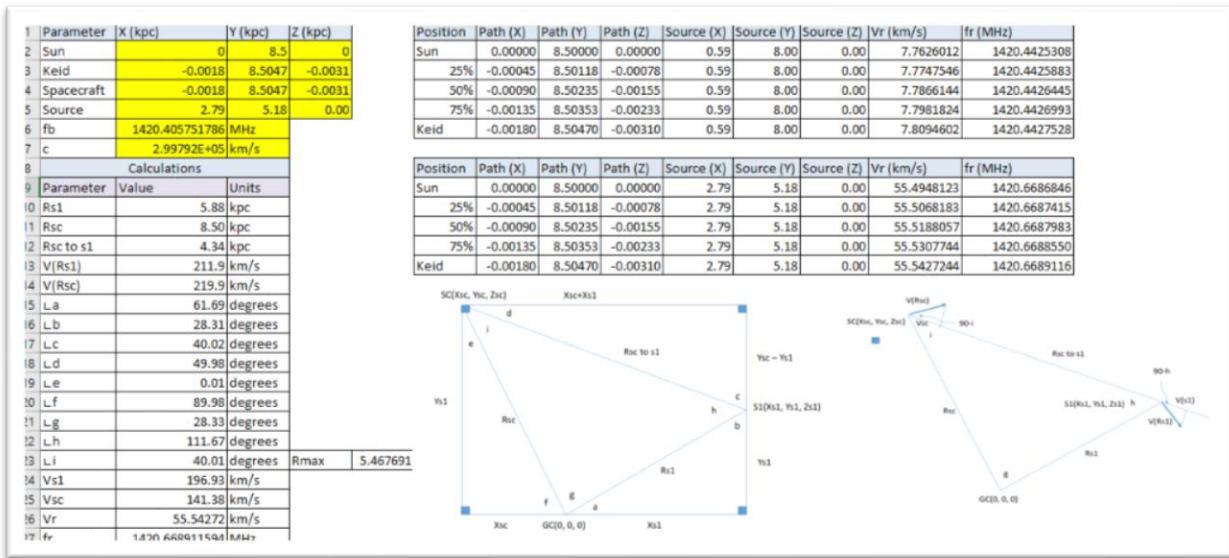 1 Parameter X (kpc) Y (kpc) Z (kpc)
2 Sun 0 8.5 0
3 Keid -0.0018 8.5047 -0.0031
4 Spacecraft -0.0018 8.5047 -0.0031
5 Source 2.79 5.18 0.00
6 fb 1420.405751786 MHz
7 c 2.99792E+05 km/s
8 Calculations
9 Parameter Value Units
10 Rs1 5.88 kpc
11 Rsc 8.50 kpc
12 Rsc to s1 4.34 kpc
13 V(Rs1) 211.9 km/s
14 V(Rsc) 219.9 km/s
15 ∟a 61.69 degrees
16 ∟b 28.31 degrees
17 ∟c 40.02 degrees
18 ∟d 49.98 degrees
19 ∟e 0.01 degrees
20 ∟f 89.98 degrees
21 ∟g 28.33 degrees
22 ∟h 111.67 degrees
23 ∟i 40.01 degrees Rmax 5.467691
24 Vs1 196.93 km/s
25 Vsc 141.38 km/s
26 Vr 55.54272 km/s
27 fr 1420.668911594 MHz
Position Path (X) Path (Y) Path (Z) Source (X) Source (Y) Source (Z) Vr (km/s) fr (MHz)
Sun 0.00000 8.50000 0.00000 0.59 8.00 0.00 7.7626012 1420.4425308
25% -0.00045 8.50118 -0.00078 0.59 8.00 0.00 7.7747546 1420.4425883
50% -0.00090 8.50235 -0.00155 0.59 8.00 0.00 7.7866144 1420.4426445
75% -0.00135 8.50353 -0.00233 0.59 8.00 0.00 7.7981824 1420.4426993
Keid -0.00180 8.50470 -0.00310 0.59 8.00 0.00 7.8094602 1420.4427528
Position Path (X) Path (Y) Path (Z) Source (X) Source (Y) Source (Z) Vr (km/s) fr (MHz)
Sun 0.00000 8.50000 0.00000 2.79 5.18 0.00 55.4948123 1420.6686846
25% -0.00045 8.50118 -0.00078 2.79 5.18 0.00 55.5068183 1420.6687415
50% -0.00090 8.50235 -0.00155 2.79 5.18 0.00 55.5188057 1420.6687983
75% -0.00135 8.50353 -0.00233 2.79 5.18 0.00 55.5307744 1420.6688550
Keid -0.00180 8.50470 -0.00310 2.79 5.18 0.00 55.5427244 1420.6689116
SC(Xsc, Ysc, Zsc) Xsc+Xs1
d
i
e
Rsc to s1
Ysc – Ys1
Ys1
c
h S1(Xs1, Ys1, Zs1)
Rsc
b
Ys1
Rs1
f g
a
Xsc GC(0, 0, 0) Xs1
V(Rsc)
SC(Xsc, Ysc, Zsc) Vsc 90-i
i
Rsc to s1
90-h
S1(Xs1, Ys1, Zs1) h V(s1)
Rsc
V(Rs1)
Rs1
g
GC(0, 0, 0)